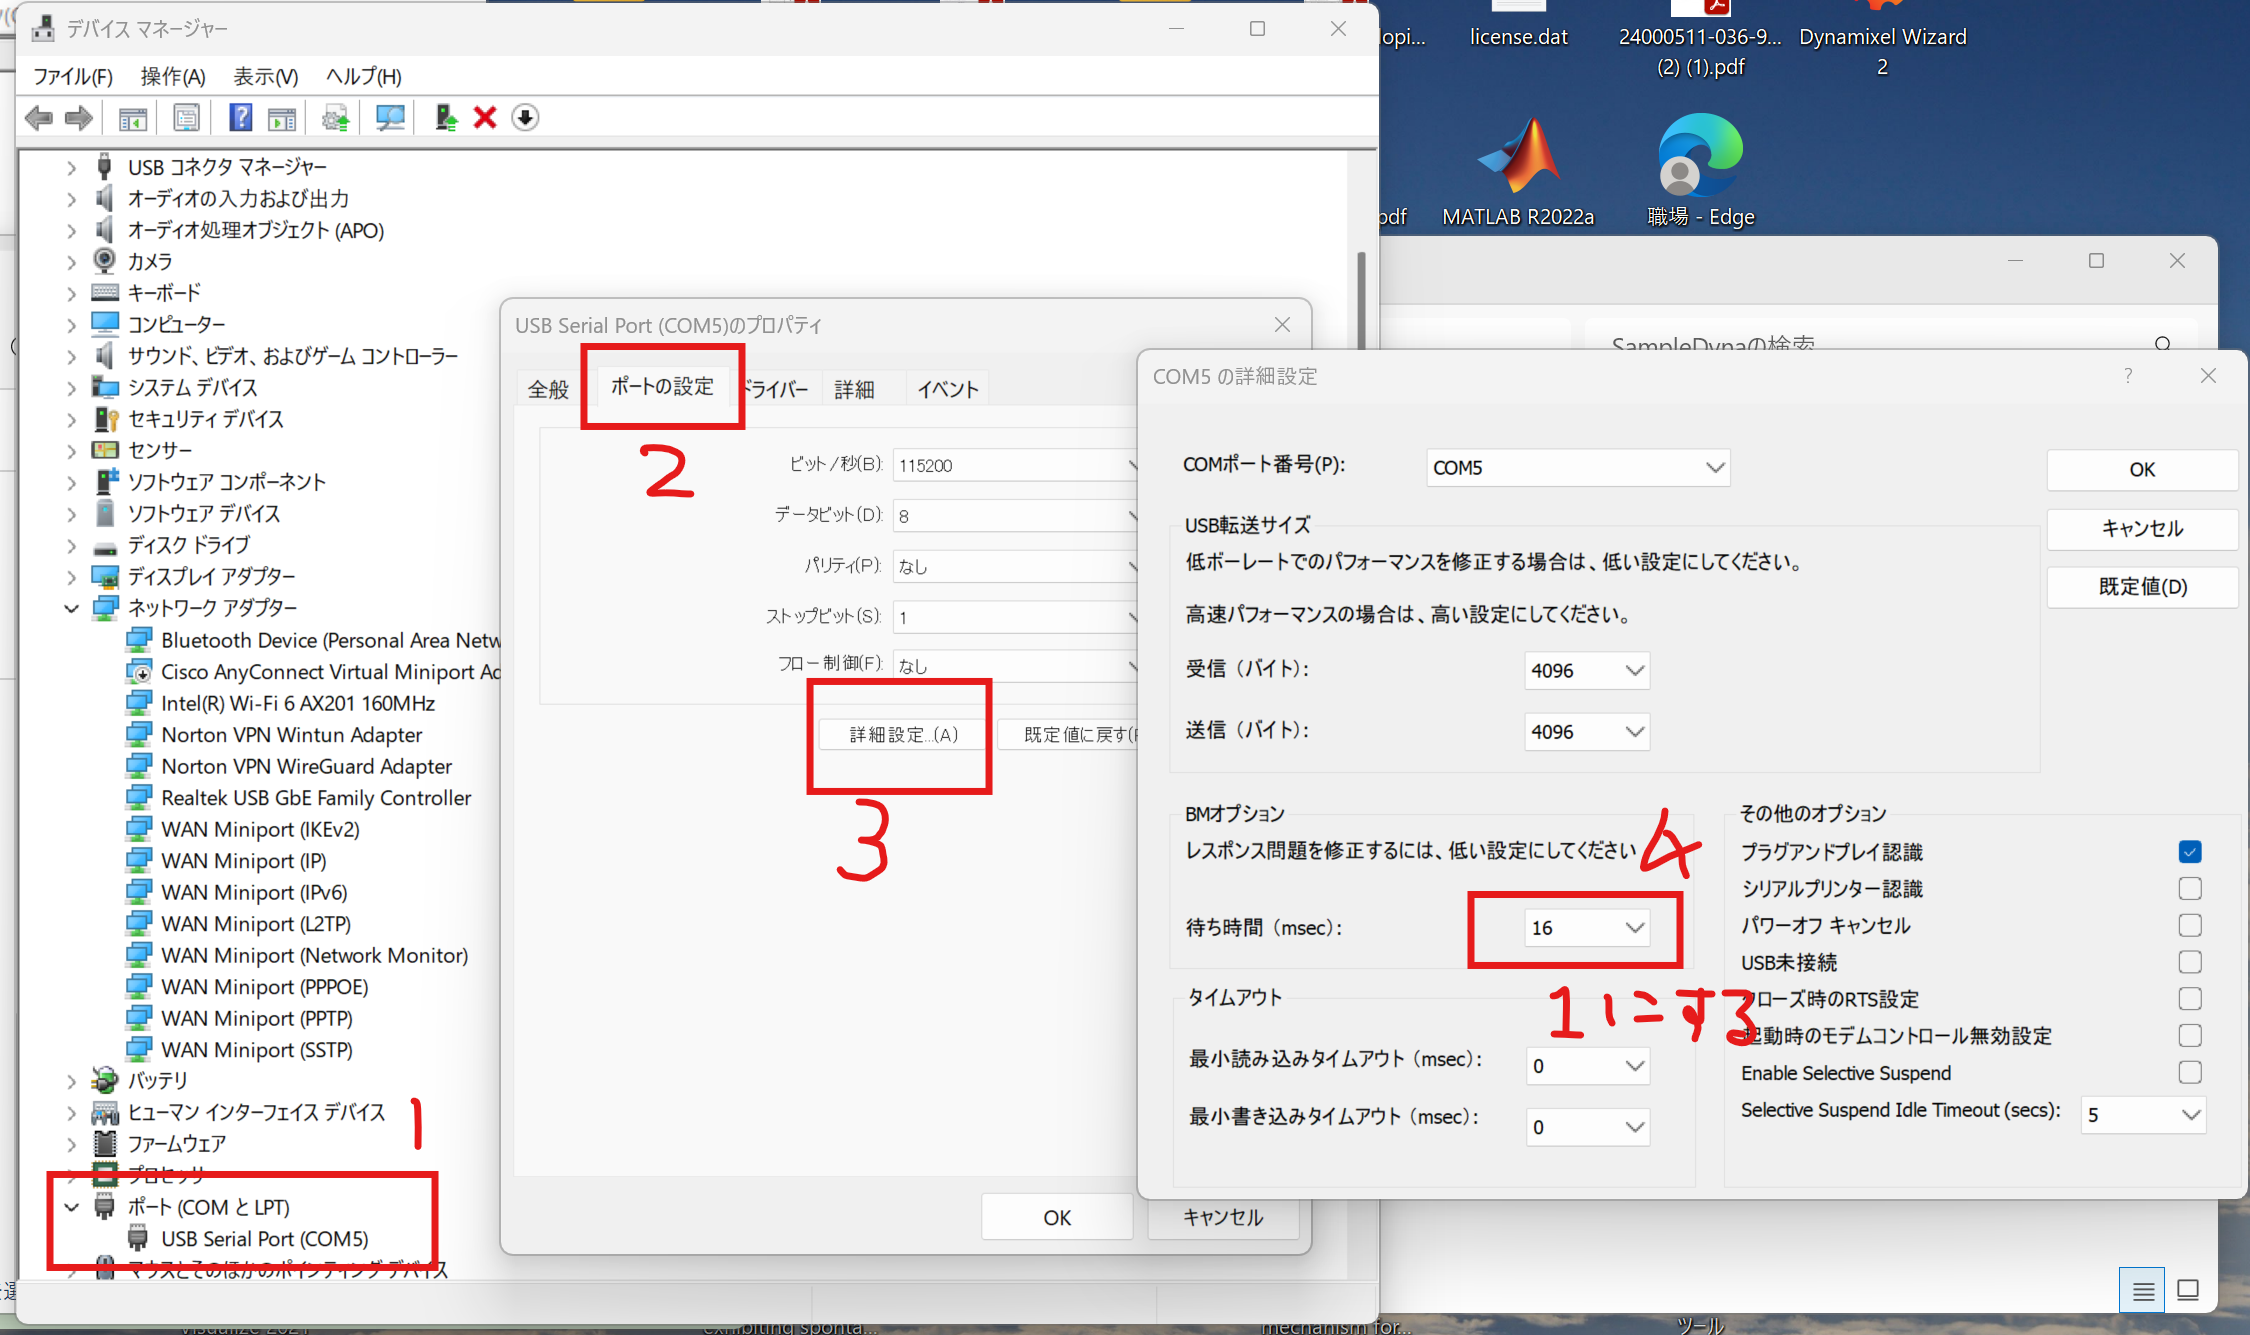 デバイス マネージャー
ファイル(F) 操作(A) 表示(V) ヘルプ(H)
USB コネクタ マネージャー
オーディオの入力および出力
オーディオ処理オブジェクト (APO)
カメラ
キーボード
コンピューター
サウンド、ビデオ、およびゲーム コントローラー
システム デバイス
セキュリティ デバイス
センサー
ソフトウェア コンポーネント
ソフトウェア デバイス
ディスク ドライブ
ディスプレイ アダプター
ネットワーク アダプター
Bluetooth Device (Personal Area Netw
Cisco AnyConnect Virtual Miniport Ad
Intel(R) Wi-Fi 6 AX201 160MHz
Norton VPN Wintun Adapter
Norton VPN WireGuard Adapter
Realtek USB GbE Family Controller
WAN Miniport (IKEv2)
WAN Miniport (IP)
WAN Miniport (IPv6)
WAN Miniport (L2TP)
WAN Miniport (Network Monitor)
WAN Miniport (PPPOE)
WAN Miniport (PPTP)
WAN Miniport (SSTP)
バッテリ
ヒューマン インターフェイス デバイス
ファームウェア
プロセッサ
ポート (COM と LPT)
USB Serial Port (COM5)
マウスとそのほかのポインティング デバイス
1
USB Serial Port (COM5)のプロパティ
全般 ポートの設定 ドライバー 詳細 イベント
2
ビット/秒(B): 115200
データ ビット(D): 8
パリティ(P): なし
ストップ ビット(S): 1
フロー制御(F): なし
詳細設定...(A) 既定値に戻す(
3
OK キャンセル
lopi...
license.dat
24000511-036-9...
(2) (1).pdf
Dynamixel Wizard
2
pdf
MATLAB R2022a
職場 - Edge
SampleDynaの検索
COM5 の詳細設定 ?
COMポート番号(P): COM5
OK
キャンセル
既定値(D)
USB転送サイズ
低ボーレートでのパフォーマンスを修正する場合は、低い設定にしてください。
高速パフォーマンスの場合は、高い設定にしてください。
受信 (バイト): 4096
送信 (バイト): 4096
BMオプション
レスポンス問題を修正するには、低い設定にしてください
4
待ち時間 (msec): 16
1にする
タイムアウト
最小読み込みタイムアウト (msec): 0
最小書き込みタイムアウト (msec): 0
その他のオプション
プラグアンドプレイ認識
シリアルプリンター認識
パワーオフ キャンセル
USB未接続
クローズ時のRTS設定
起動時のモデムコントロール無効設定
Enable Selective Suspend
Selective Suspend Idle Timeout (secs): 5
exhibiting sponta...
mechanism for...
ツール